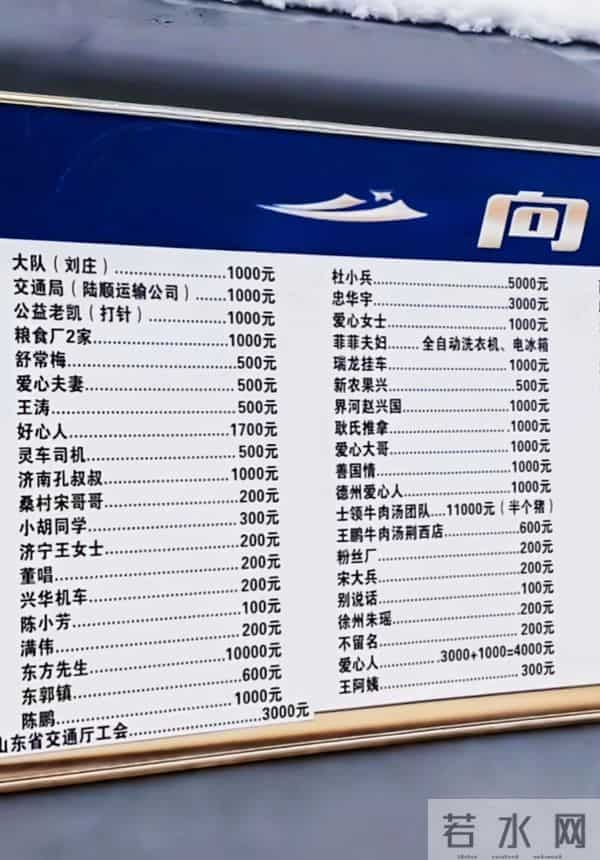 向
大队（刘庄）........................1000元
交通局（陆顺运输公司）.......1000元
公益老凯（打针）..................1000元
粮食厂2家..............................1000元
舒常梅.....................................500元
爱心夫妻.................................500元
王涛.........................................500元
好心人...................................1700元
灵车司机.................................500元
济南孔叔叔...........................1000元
桑村宋哥哥.............................200元
小胡同学.................................300元
济宁王女士.............................200元
董唱.........................................200元
兴华机车.................................200元
陈小芳.....................................100元
满伟.........................................200元
东方先生...............................10000元
东郭镇.....................................600元
陈鹏.......................................1000元
山东省交通厅工会.......................3000元
杜小兵...............................5000元
忠华宇...............................3000元
爱心女士...........................1000元
菲菲夫妇........全自动洗衣机、电冰箱
瑞龙挂车...........................1000元
新农果兴.............................500元
界河赵兴国.......................1000元
耿氏推拿...........................1000元
爱心大哥...........................1000元
善国情...............................1000元
德州爱心人.......................1000元
士领牛肉汤团队....11000元（半个猪）
王鹏牛肉汤荆西店...............600元
粉丝厂.................................200元
宋大兵.................................200元
别说话.................................100元
徐州朱瑶.............................200元
不留名.................................200元
爱心人...............3000+1000=4000元
王阿姨.................................300元
若水网